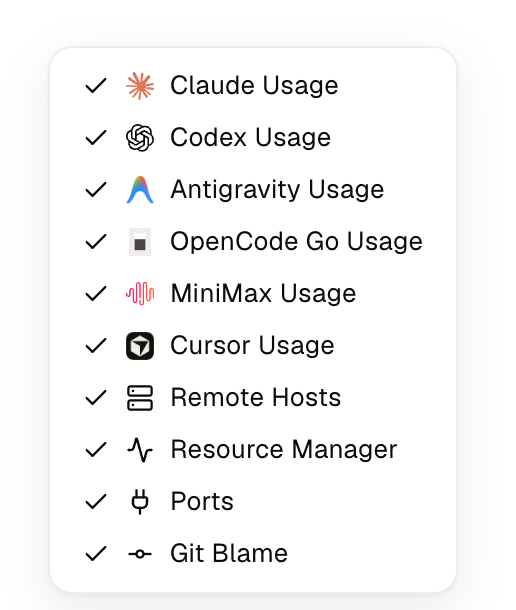 Claude Usage
Codex Usage
Antigravity Usage
OpenCode Go Usage
MiniMax Usage
Cursor Usage
Remote Hosts
Resource Manager
Ports
Git Blame